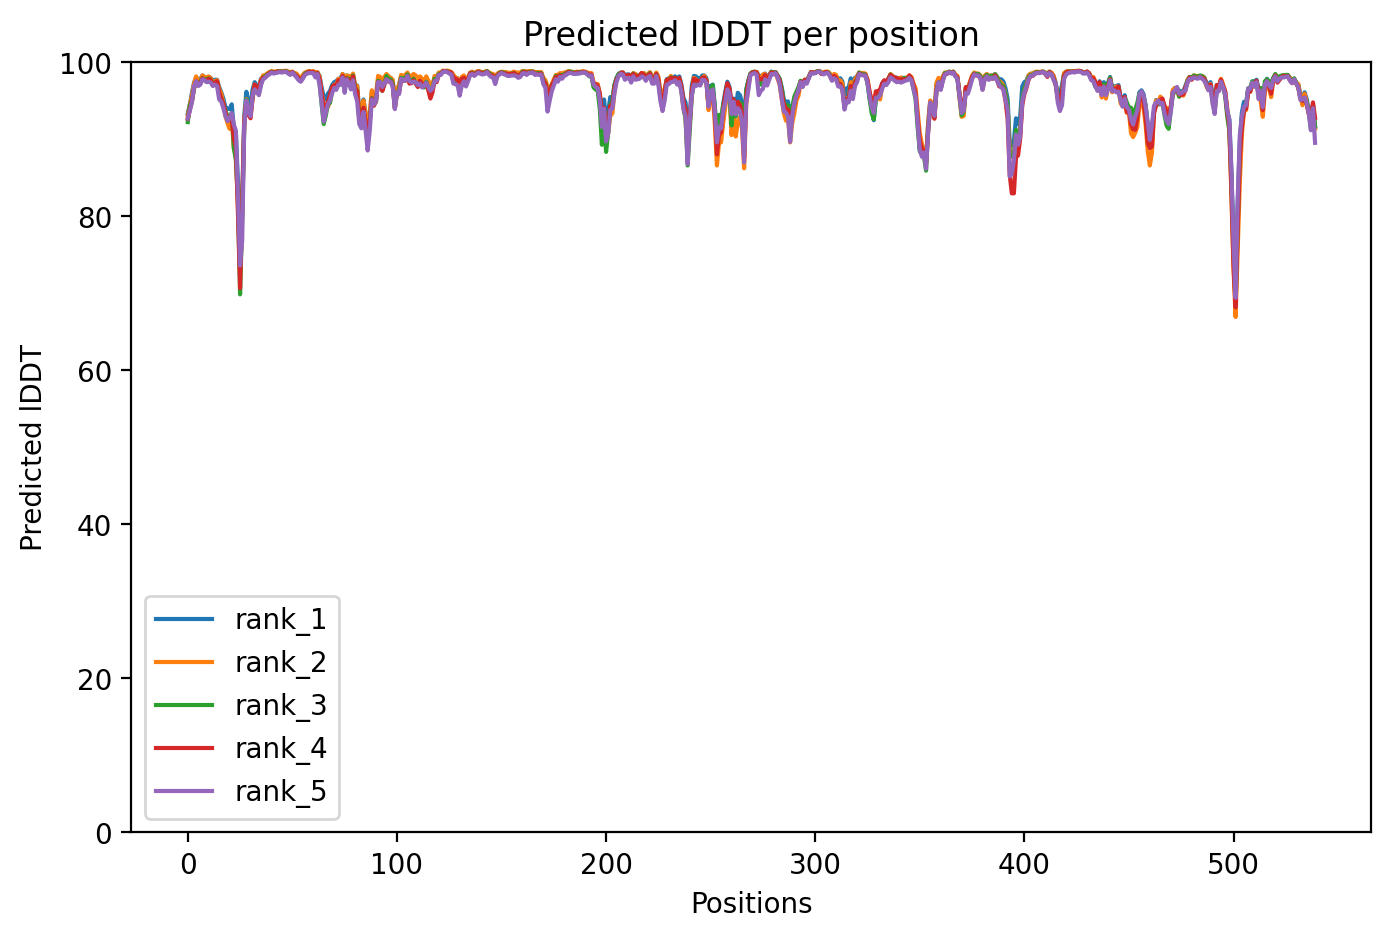 Predicted lDDT per position
100
80
60
40
20
0
Predicted lDDT
rank_1
rank_2
rank_3
rank_4
rank_5
0 100 200 300 400 500
Positions